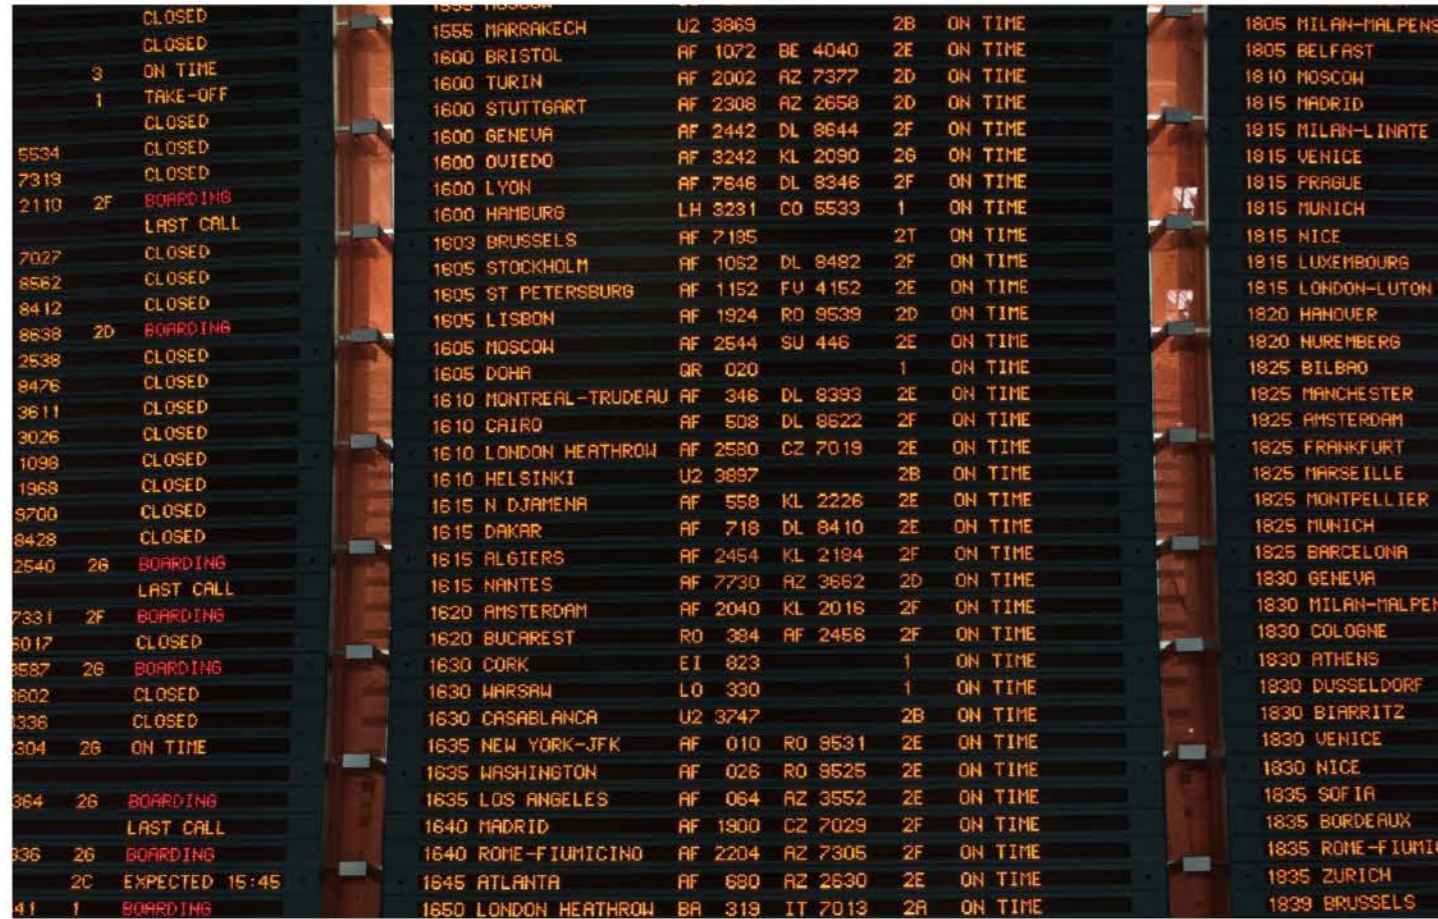 CLOSED
CLOSED
3 ON TIME
1 TAKE-OFF
CLOSED
5534 CLOSED
7319 CLOSED
2110 2F BOARDING
LAST CALL
7027 CLOSED
8562 CLOSED
8412 CLOSED
8638 2D BOARDING
2538 CLOSED
8476 CLOSED
3611 CLOSED
3026 CLOSED
1098 CLOSED
1968 CLOSED
9700 CLOSED
8428 CLOSED
2540 2G BOARDING
LAST CALL
7331 2F BOARDING
6017 CLOSED
3587 2G BOARDING
602 CLOSED
336 CLOSED
304 2G ON TIME
364 2G BOARDING
LAST CALL
336 2G BOARDING
2C EXPECTED 15:45
41 1 BOARDING
1555 MARRAKECH U2 3869 2B ON TIME
1600 BRISTOL AF 1072 BE 4040 2E ON TIME
1600 TURIN AF 2002 AZ 7377 2D ON TIME
1600 STUTTGART AF 2308 AZ 2658 2D ON TIME
1600 GENEVA AF 2442 DL 8644 2F ON TIME
1600 OVIEDO AF 3242 KL 2090 2G ON TIME
1600 LYON AF 7646 DL 8346 2F ON TIME
1600 HAMBURG LH 3231 CO 5533 1 ON TIME
1603 BRUSSELS AF 7185 2T ON TIME
1605 STOCKHOLM AF 1062 DL 8482 2F ON TIME
1605 ST PETERSBURG AF 1152 FV 4152 2E ON TIME
1605 LISBON AF 1924 RO 9539 2D ON TIME
1605 MOSCOW AF 2544 SU 446 2E ON TIME
1605 DOHA QR 020 1 ON TIME
1610 MONTREAL-TRUDEAU AF 346 DL 8393 2E ON TIME
1610 CAIRO AF 508 DL 8622 2F ON TIME
1610 LONDON HEATHROW AF 2580 CZ 7019 2E ON TIME
1610 HELSINKI U2 3897 2B ON TIME
1615 N DJAMENA AF 558 KL 2226 2E ON TIME
1615 DAKAR AF 718 DL 8410 2E ON TIME
1615 ALGIERS AF 2454 KL 2184 2F ON TIME
1615 NANTES AF 7730 AZ 3662 2D ON TIME
1620 AMSTERDAM AF 2040 KL 2016 2F ON TIME
1620 BUCAREST RO 384 AF 2456 2F ON TIME
1630 CORK EI 823 1 ON TIME
1630 WARSAW LO 330 1 ON TIME
1630 CASABLANCA U2 3747 2B ON TIME
1635 NEW YORK-JFK AF 010 RO 9531 2E ON TIME
1635 WASHINGTON AF 026 RO 9525 2E ON TIME
1635 LOS ANGELES AF 064 AZ 3552 2E ON TIME
1640 MADRID AF 1900 CZ 7029 2F ON TIME
1640 ROME-FIUMICINO AF 2204 AZ 7305 2F ON TIME
1645 ATLANTA AF 680 AZ 2630 2E ON TIME
1650 LONDON HEATHROW BA 319 IT 7013 2A ON TIME
1805 MILAN-MALPENS
1805 BELFAST
1810 MOSCOW
1815 MADRID
1815 MILAN-LINATE
1815 VENICE
1815 PRAGUE
1815 MUNICH
1815 NICE
1815 LUXEMBOURG
1815 LONDON-LUTON
1820 HANOVER
1820 NUREMBERG
1825 BILBAO
1825 MANCHESTER
1825 AMSTERDAM
1825 FRANKFURT
1825 MARSEILLE
1825 MONTPELLIER
1825 MUNICH
1825 BARCELONA
1830 GENEVA
1830 MILAN-MALPEN
1830 COLOGNE
1830 ATHENS
1830 DUSSELDORF
1830 BIARRITZ
1830 VENICE
1830 NICE
1835 SOFIA
1835 BORDEAUX
1835 ROME-FIUMI
1835 ZURICH
1839 BRUSSELS